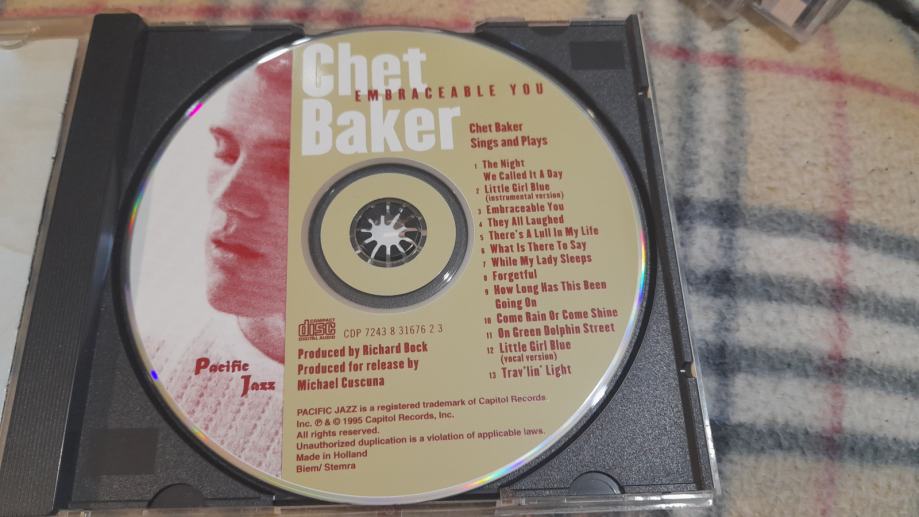 Chet
EMBRACEABLE YOU
Baker
Chet Baker
Sings and Plays
1 The Night
We Called It A Day
2 Little Girl Blue
(instrumental version)
3 Embraceable You
4 They All Laughed
5 There's A Lull In My Life
6 What Is There To Say
7 While My Lady Sleeps
8 Forgetful
9 How Long Has This Been
Going On
10 Come Rain Or Come Shine
11 On Green Dolphin Street
12 Little Girl Blue
(vocal version)
13 Trav'lin' Light
COMPACT
disc
DIGITAL AUDIO
CDP 7243 8 31676 2 3
Produced by Richard Bock
Produced for release by
Michael Cuscuna
Pacific
Jazz
PACIFIC JAZZ is a registered trademark of Capitol Records
Inc. ℗ & © 1995 Capitol Records, Inc.
All rights reserved.
Unauthorized duplication is a violation of applicable laws.
Made in Holland
Biem/ Stemra